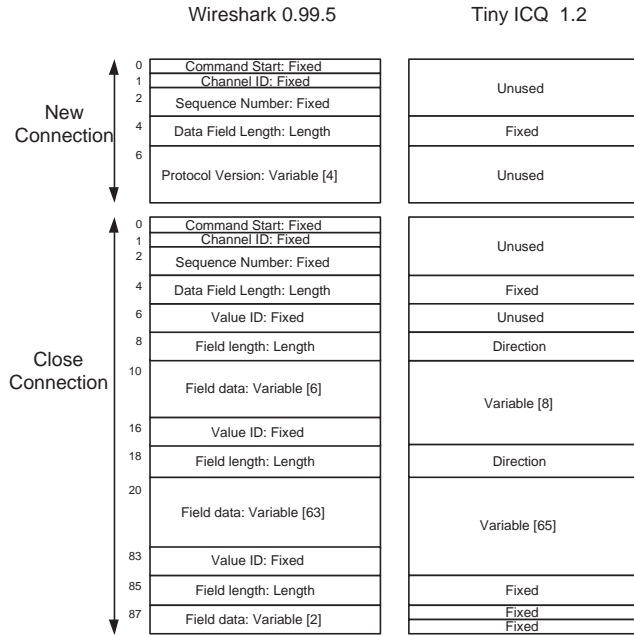 Wireshark 0.99.5 Tiny ICQ 1.2
New
Connection
0 Command Start: Fixed Unused
1 Channel ID: Fixed
2 Sequence Number: Fixed
4 Data Field Length: Length Fixed
6 Protocol Version: Variable [4] Unused
Close
Connection
0 Command Start: Fixed Unused
1 Channel ID: Fixed
2 Sequence Number: Fixed
4 Data Field Length: Length Fixed
6 Value ID: Fixed Unused
8 Field length: Length Direction
10 Field data: Variable [6] Variable [8]
16 Value ID: Fixed
18 Field length: Length Direction
20 Field data: Variable [63] Variable [65]
83 Value ID: Fixed
85 Field length: Length Fixed
87 Field data: Variable [2] Fixed
Fixed